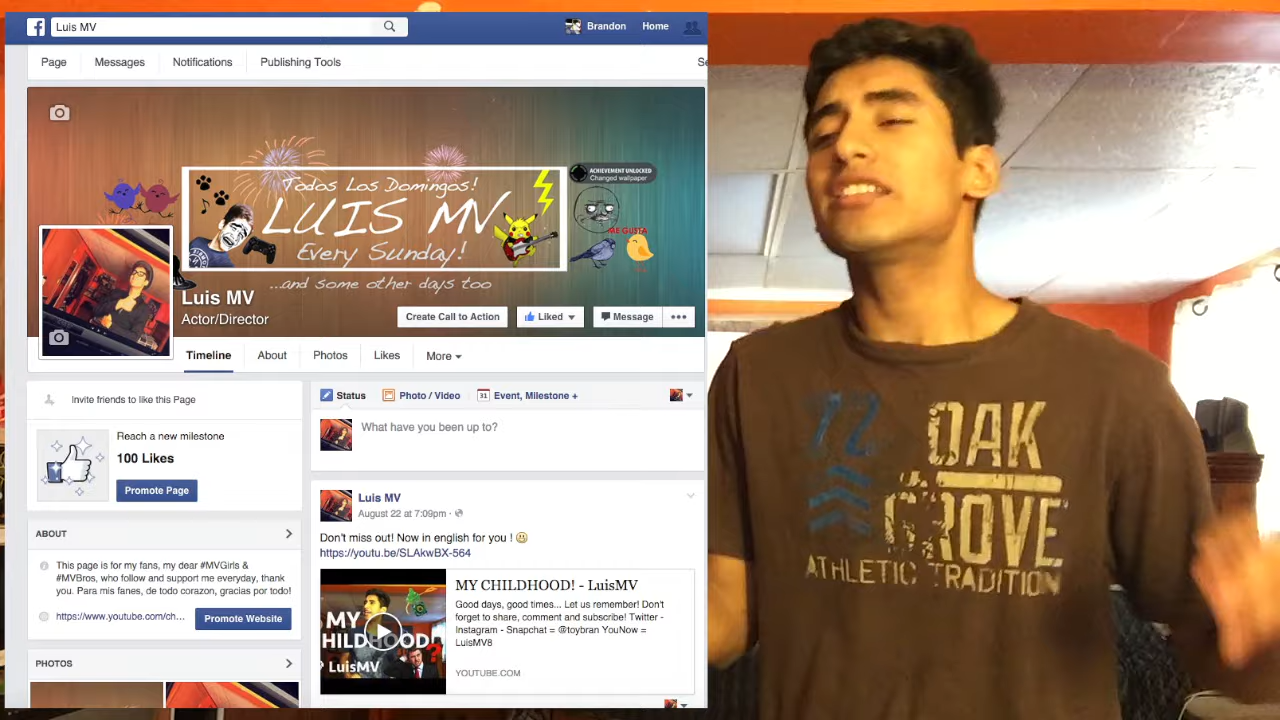 Luis MV
Brandon
Home
Page
Messages
Notifications
Publishing Tools
Se
Todos Los Domingos!
LUIS MV
Every Sunday!
...and some other days too
ACHIEVEMENT UNLOCKED
Changed wallpaper
ME GUSTA
Luis MV
Actor/Director
Create Call to Action
Liked
Message
Timeline
About
Photos
Likes
More
Invite friends to like this Page
Reach a new milestone
100 Likes
Promote Page
ABOUT
This page is for my fans, my dear #MVGirls &
#MVBros, who follow and support me everyday, thank
you. Para mis fanes, de todo corazon, gracias por todo!
https://www.youtube.com/ch...
Promote Website
PHOTOS
Status
Photo / Video
31
Event, Milestone +
What have you been up to?
Luis MV
August 22 at 7:09pm
Don't miss out! Now in english for you !
https://youtu.be/SLAkwBX-564
MY
CHILDHOOD!
LuisMV
MY CHILDHOOD! - LuisMV
Good days, good times... Let us remember! Don't
forget to share, comment and subscribe! Twitter -
Instagram - Snapchat = @toybran YouNow =
LuisMV8
YOUTUBE.COM
72
OAK
GROVE
ATHLETIC TRADITION